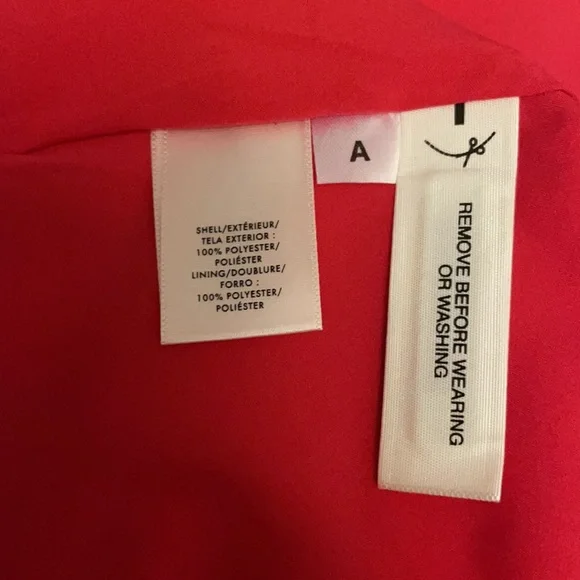 SHELL/EXTÉRIEUR/
TELA EXTERIOR :
100% POLYESTER/
POLIÉSTER
LINING/DOUBLURE/
FORRO :
100% POLYESTER/
POLIÉSTER
A
REMOVE BEFORE WEARING
OR WASHING